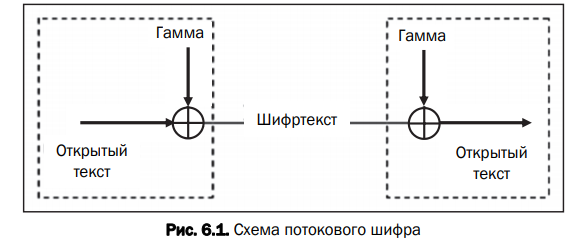 Гамма
Гамма
Шифртекст
Открытый
текст
Открытый
текст
Рис. 6.1. Схема потокового шифра